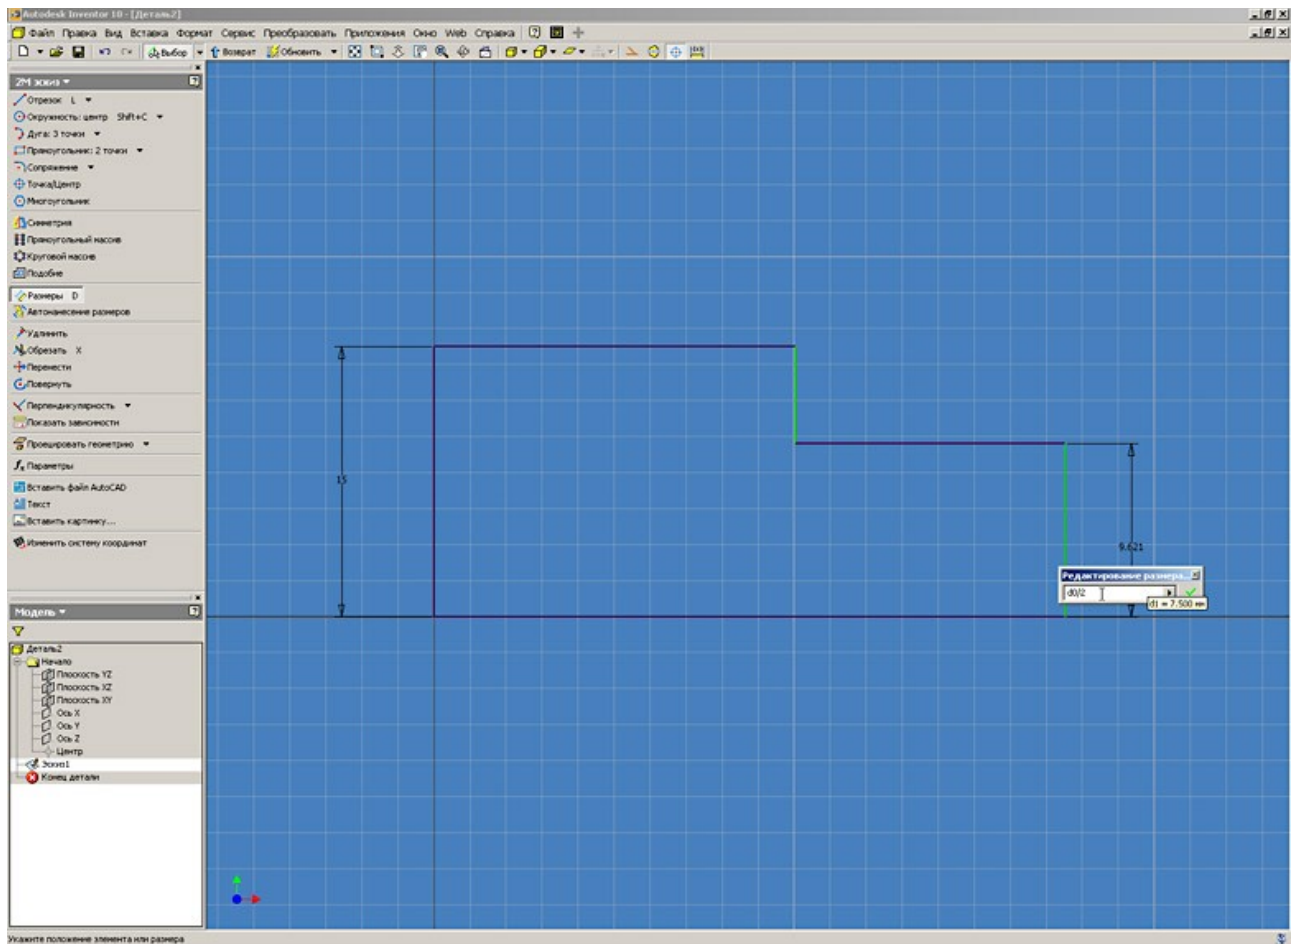 Autodesk Inventor 10 - [Деталь2]
Файл Правка Вид Вставка Формат Сервис Преобразовать Приложения Окно Web Справка
Выбор Возврат Обновить
2М эскиз
Отрезок L
Окружность: центр Shift+C
Дуга: 3 точки
Прямоугольник: 2 точки
Сопряжение
Точка/Центр
Многоугольник
Симметрия
Прямоугольный массив
Круговой массив
Подобие
Размеры D
Автонанесение размеров
Удлинить
Обрезать X
Перенести
Повернуть
Перпендикулярность
Показать зависимости
Проецировать геометрию
fx Параметры
Вставить файл AutoCAD
Текст
Вставить картинку...
Изменить систему координат
15
9.621
Редактирование размера...
d0/2
d1 = 7.500 мм
Модель
Деталь2
Начало
Плоскость YZ
Плоскость XZ
Плоскость XY
Ось X
Ось Y
Ось Z
Центр
Эскиз1
Конец детали
Укажите положение элемента или размера